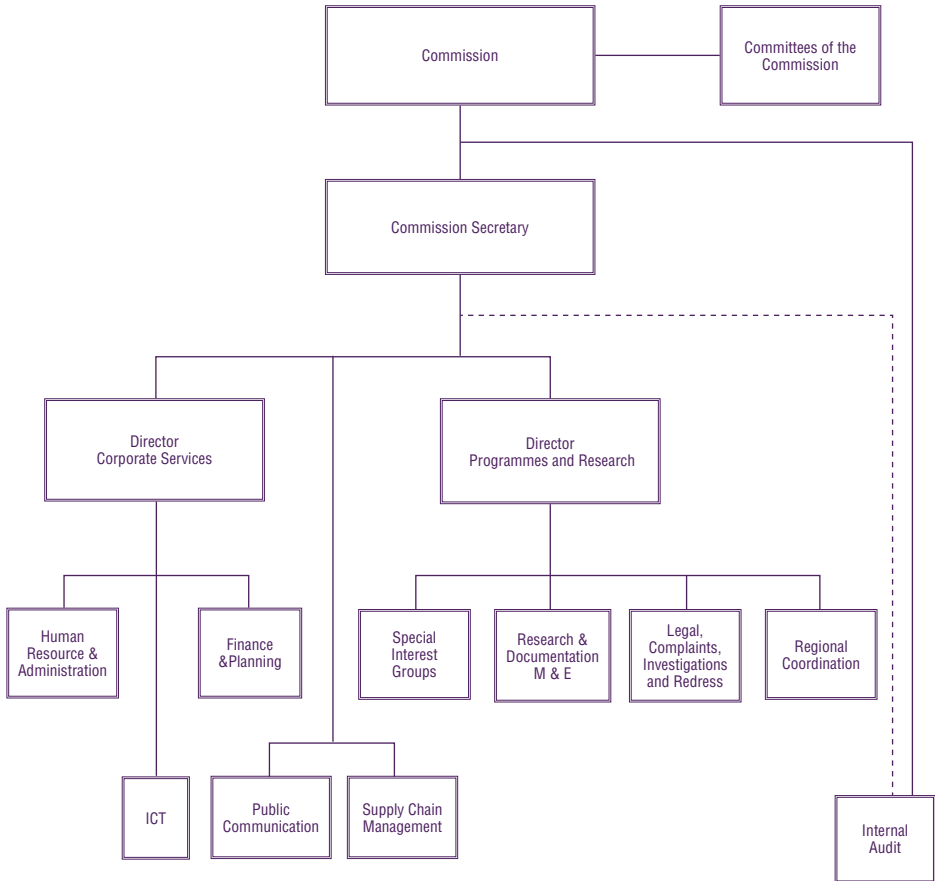 Commission
Committees of the
Commission
Commission Secretary
Director
Corporate Services
Director
Programmes and Research
Human
Resource &
Administration
Finance
&Planning
Special
Interest
Groups
Research &
Documentation
M & E
Legal,
Complaints,
Investigations
and Redress
Regional
Coordination
ICT
Public
Communication
Supply Chain
Management
Internal
Audit